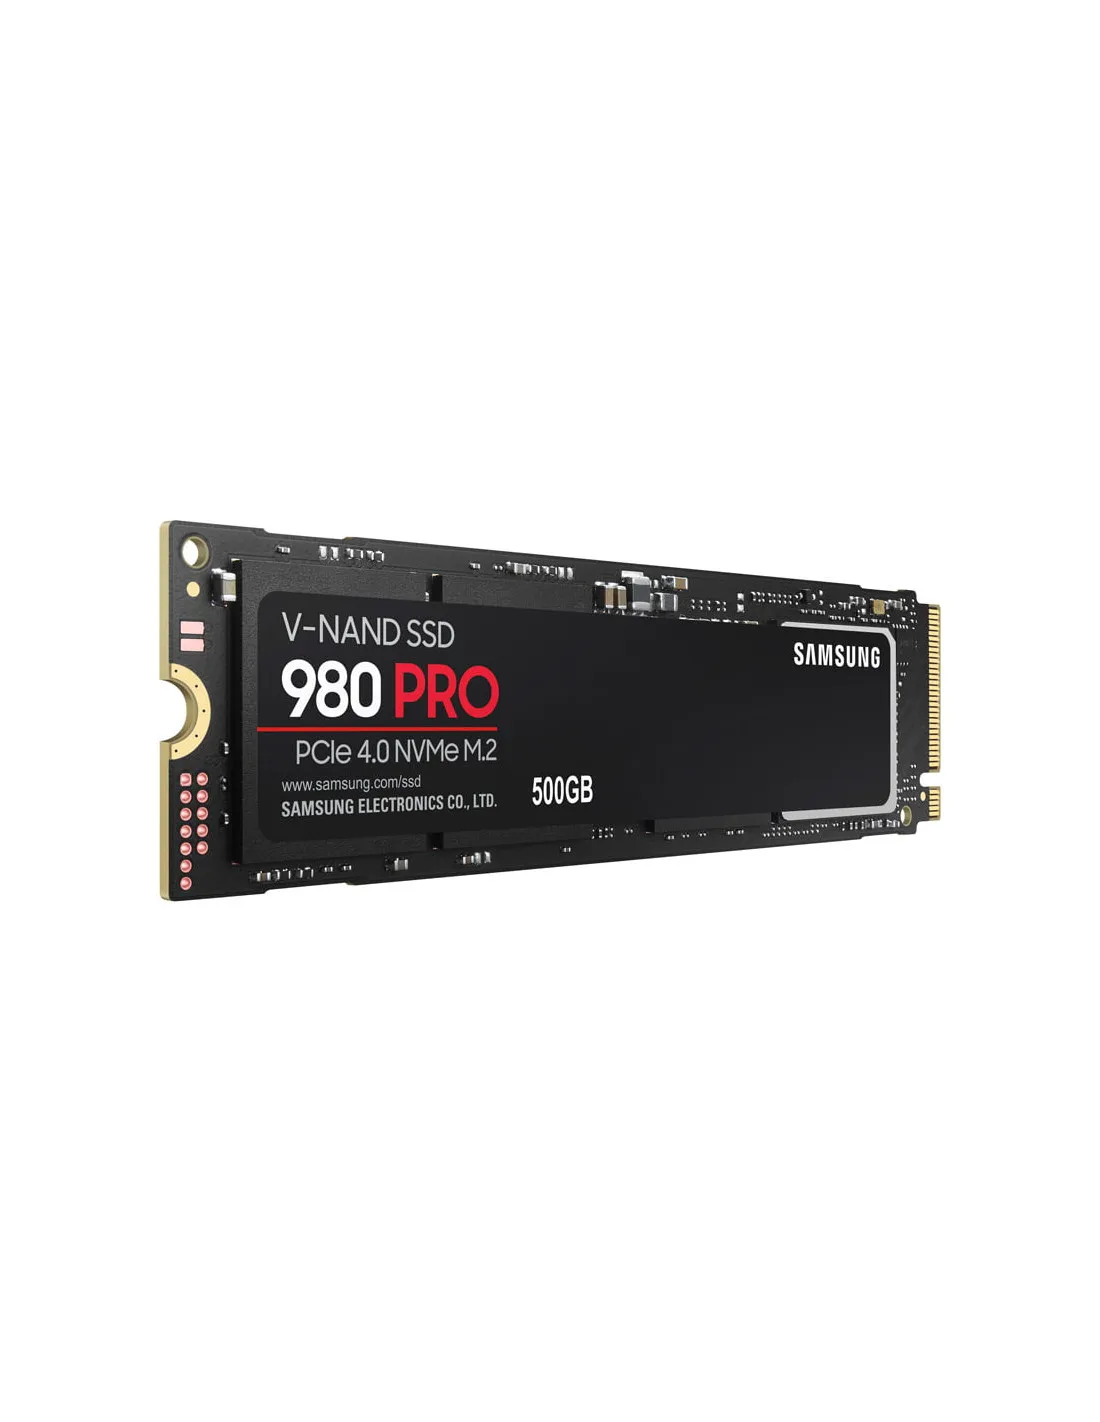 V-NAND SSD
980 PRO
PCIe 4.0 NVMe M.2
www.samsung.com/ssd
SAMSUNG ELECTRONICS CO., LTD.
500GB
SAMSUNG